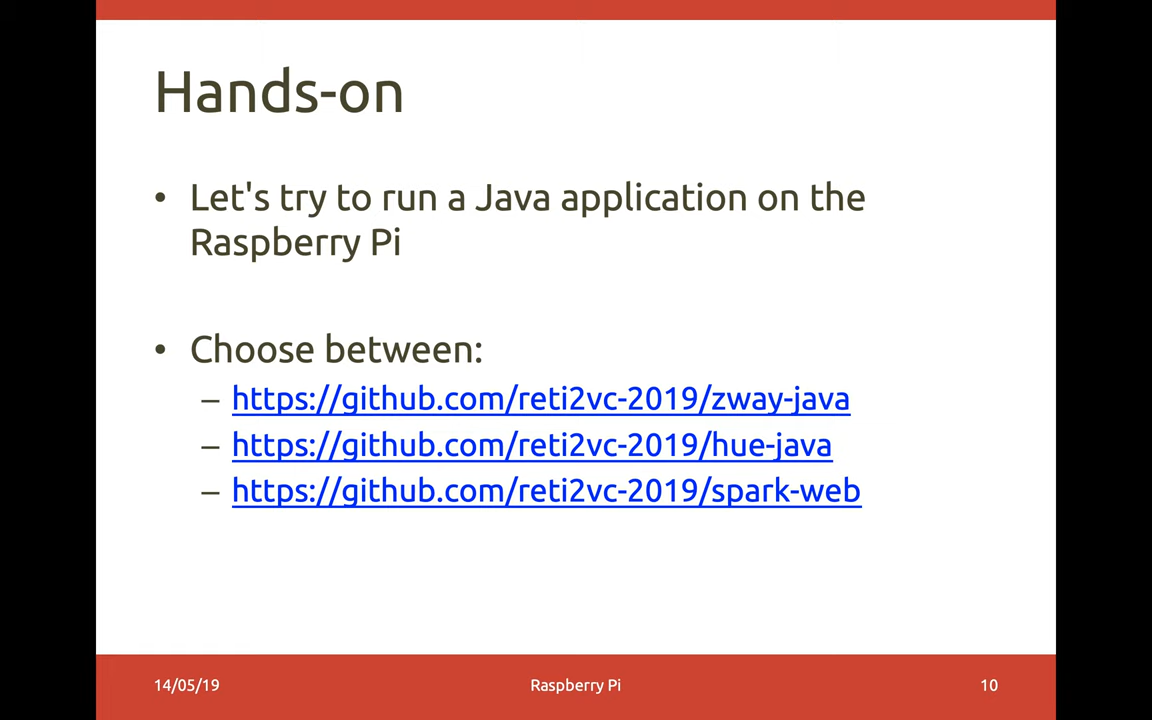 Hands-on
• Let's try to run a Java application on the
Raspberry Pi
• Choose between:
– https://github.com/reti2vc-2019/zway-java
– https://github.com/reti2vc-2019/hue-java
– https://github.com/reti2vc-2019/spark-web
14/05/19 Raspberry Pi 10